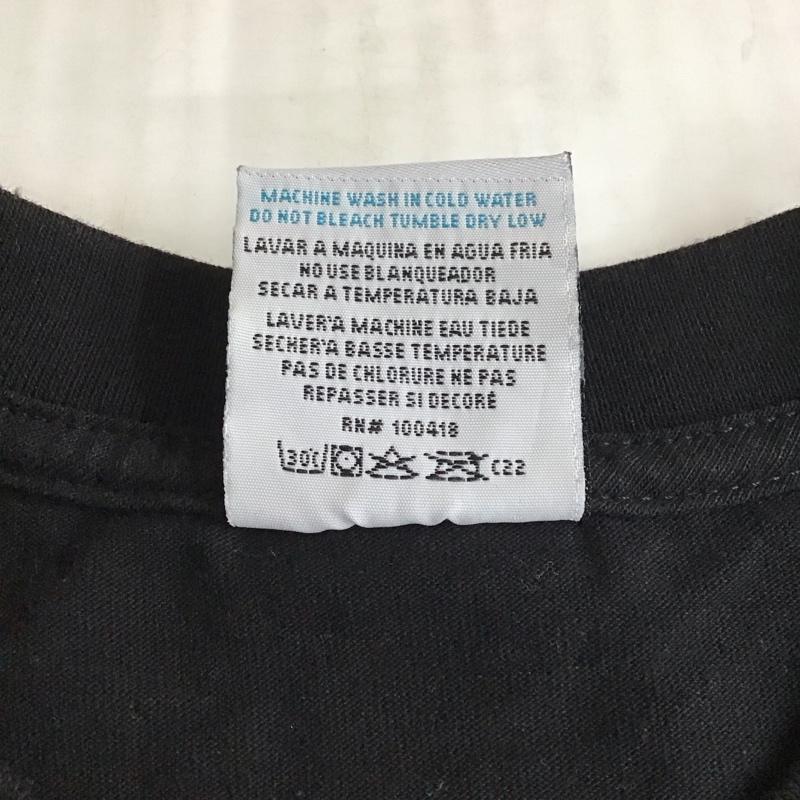 MACHINE WASH IN COLD WATER
DO NOT BLEACH TUMBLE DRY LOW
LAVAR A MAQUINA EN AGUA FRIA
NO USE BLANQUEADOR
SECAR A TEMPERATURA BAJA
LAVER'A MACHINE EAU TIEDE
SECHER'A BASSE TEMPERATURE
PAS DE CHLORURE NE PAS
REPASSER SI DECORÉ
RN# 100418
30C C22